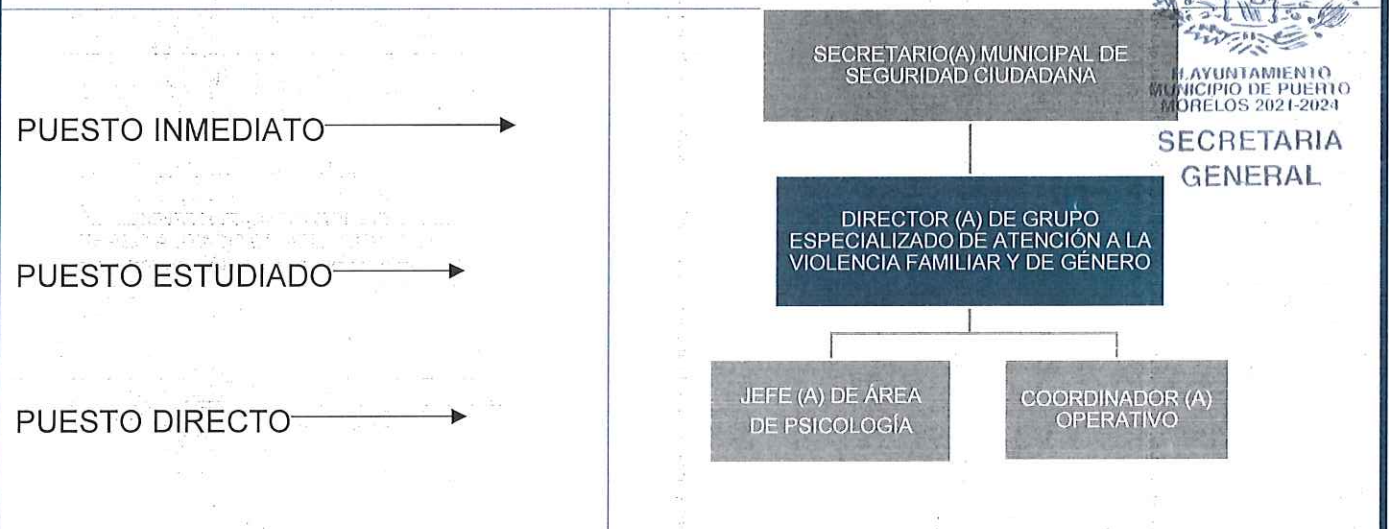 SECRETARIO(A) MUNICIPAL DE
SEGURIDAD CIUDADANA
H.AYUNTAMIENTO
MUNICIPIO DE PUERTO
MORELOS 2021-2024
SECRETARIA
GENERAL
PUESTO INMEDIATO
DIRECTOR (A) DE GRUPO
ESPECIALIZADO DE ATENCIÓN A LA
VIOLENCIA FAMILIAR Y DE GÉNERO
PUESTO ESTUDIADO
JEFE (A) DE ÁREA
DE PSICOLOGÍA
COORDINADOR (A)
OPERATIVO
PUESTO DIRECTO